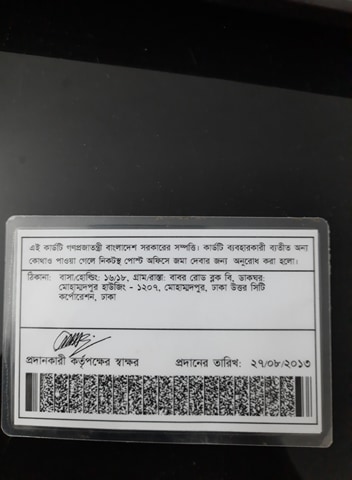 এই কার্ডটি গণপ্রজাতন্ত্রী বাংলাদেশ সরকারের সম্পত্তি। কার্ডটি ব্যবহারকারী ব্যতীত অন্য
কোথাও পাওয়া গেলে নিকটস্থ পোস্ট অফিসে জমা দেবার জন্য অনুরোধ করা হলো।
ঠিকানা: বাসা/হোল্ডিং: ১৬/১৮, গ্রাম/রাস্তা: বাবর রোড ব্লক বি, ডাকঘর:
মোহাম্মদপুর হাউজিং - ১২০৭, মোহাম্মদপুর, ঢাকা উত্তর সিটি
কর্পোরেশন, ঢাকা
প্রদানকারী কর্তৃপক্ষের স্বাক্ষর প্রদানের তারিখ: ২৭/০৮/২০১৩